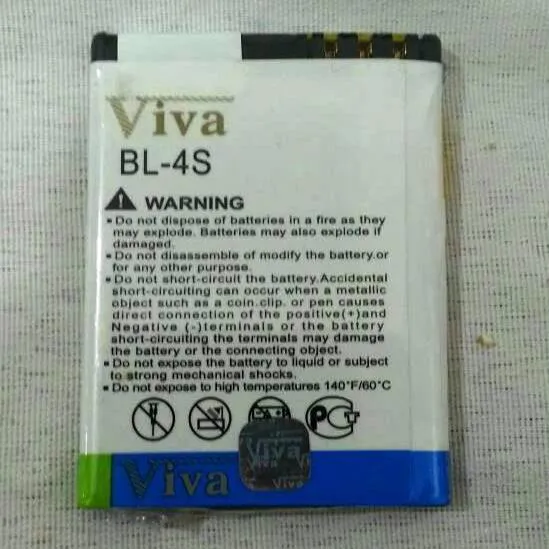 Viva
BL-4S
WARNING
▪Do not dispose of batteries in a fire as they
may explode. Batteries may also explode if
damaged.
▪Do not disassemble of modify the battery.or
for any other purpose.
▪Do not short-circuit the battery.Accidental
short-circuiting can occur when a metallic
object such as a coin.clip. or pen causes
direct connection of the positive(+)and
Negative (-)terminals or the battery
short-circuiting the terminals may damage
the battery or the connecting object.
▪Do not expose the battery to liquid or subject
to strong mechanical shocks.
▪Do not expose to high temperatures 140°F/60°C
Viva
Viva
Viva